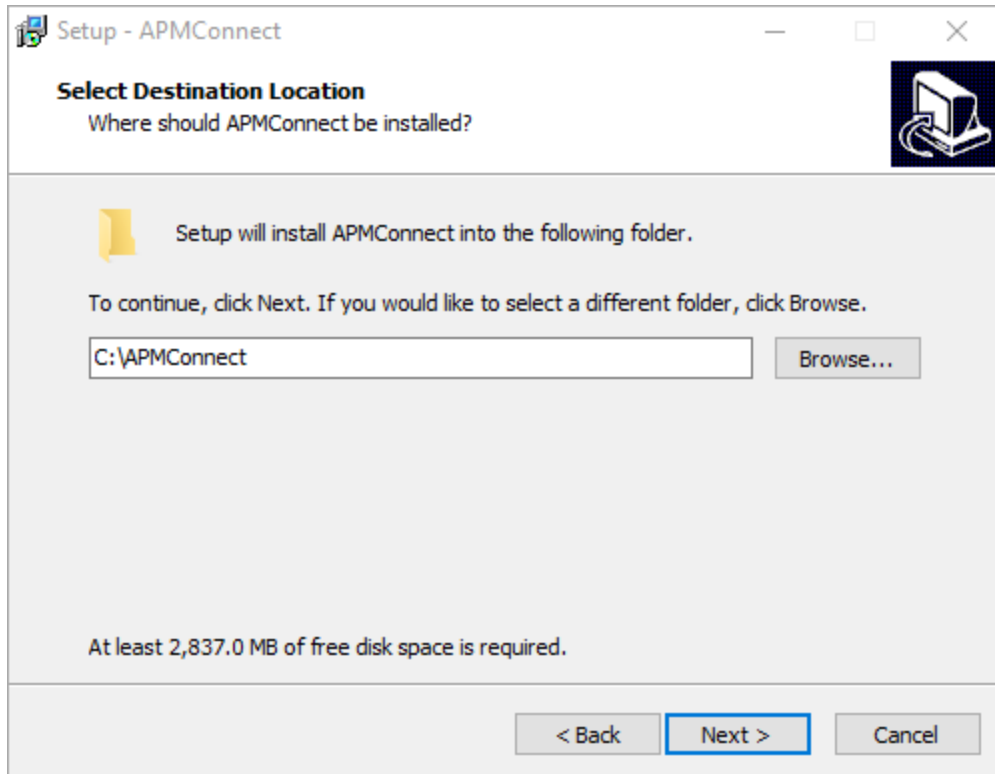 Setup - APMConnect
Select Destination Location
Where should APMConnect be installed?
Setup will install APMConnect into the following folder.
To continue, click Next. If you would like to select a different folder, click Browse.
C:\APMConnect
Browse...
At least 2,837.0 MB of free disk space is required.
< Back
Next >
Cancel